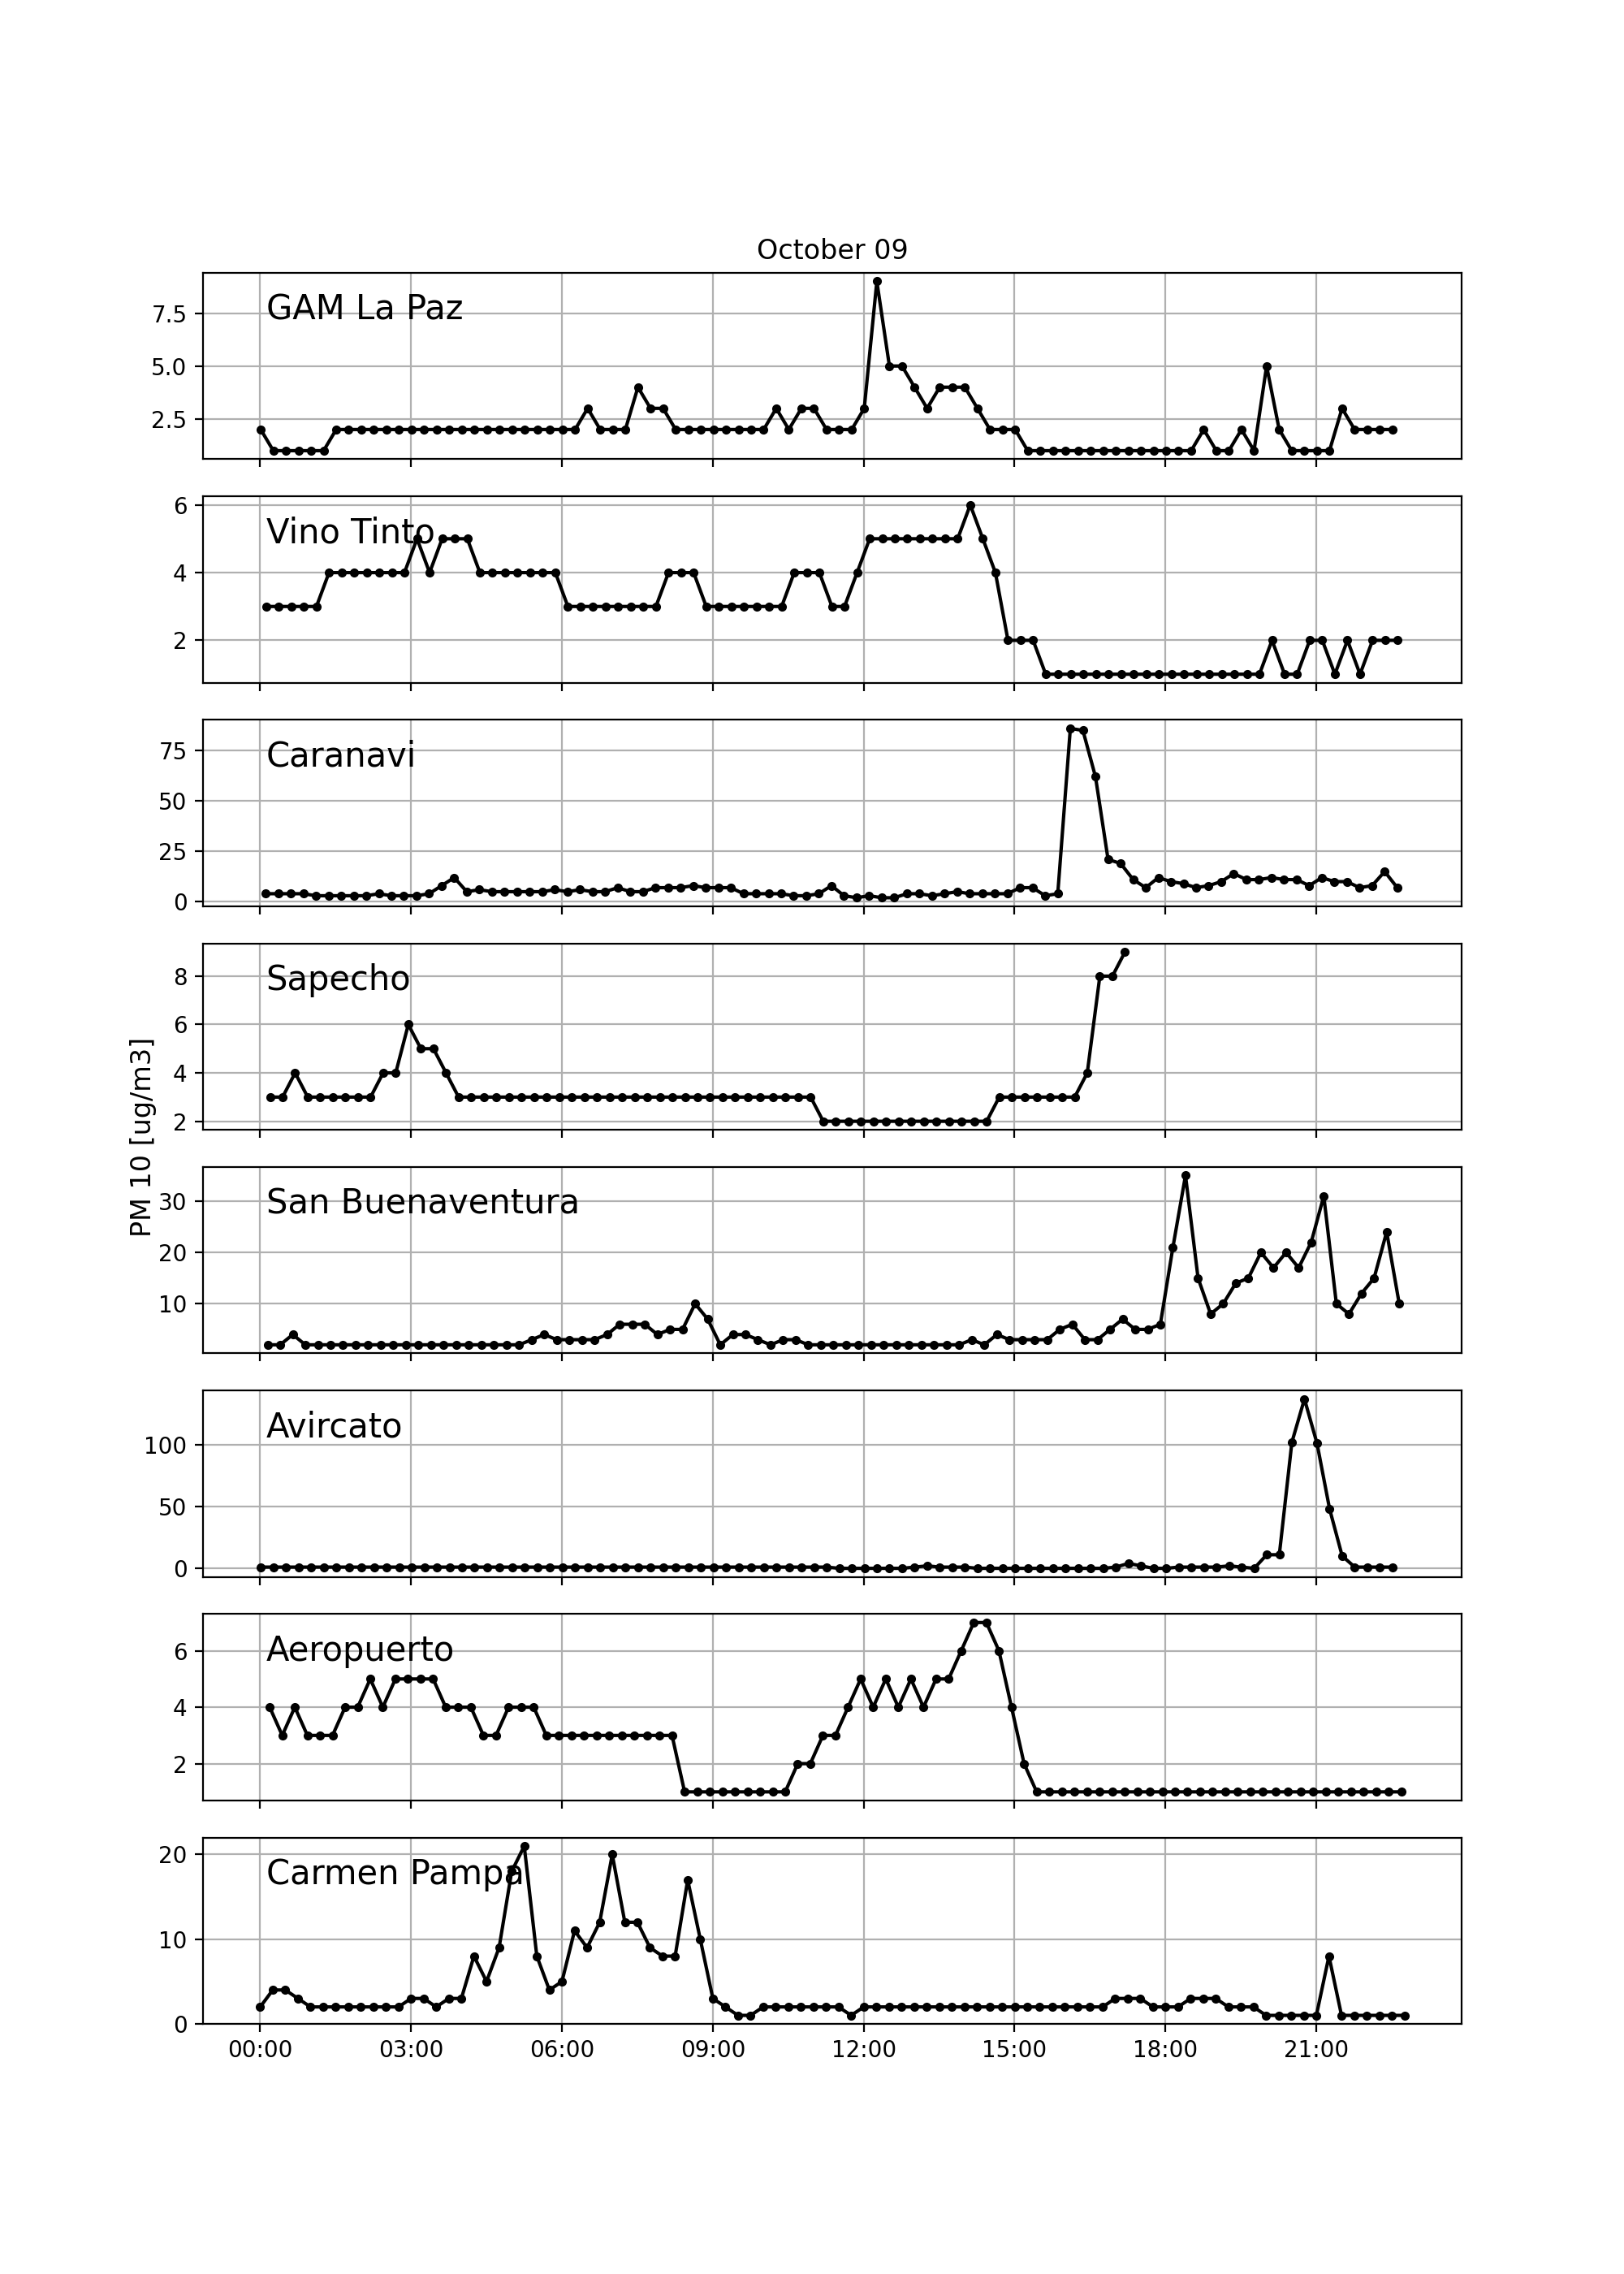 October 09
GAM La Paz
7.5
5.0
2.5
Vino Tinto
6
4
2
Caranavi
75
50
25
0
Sapecho
8
6
4
2
PM 10 [ug/m3]
San Buenaventura
30
20
10
Avircato
100
50
0
Aeropuerto
6
4
2
Carmen Pampa
20
10
0
00:00 03:00 06:00 09:00 12:00 15:00 18:00 21:00